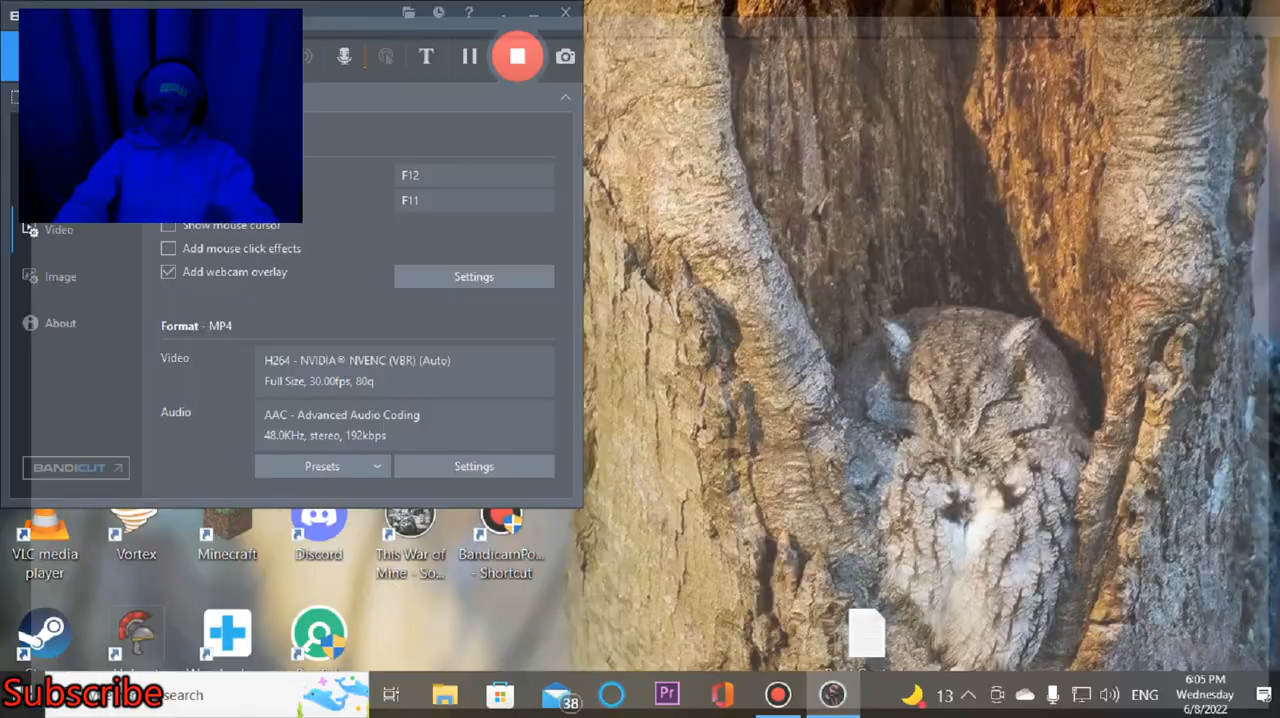 F12
F11
Show mouse cursor
Add mouse click effects
Add webcam overlay
Settings
Video
Image
About
Format - MP4
Video
H264 - NVIDIA® NVENC (VBR) (Auto)
Full Size, 30.00fps, 80q
Audio
AAC - Advanced Audio Coding
48.0KHz, stereo, 192kbps
Presets
Settings
BANDICUT
VLC media
player
Vortex
Minecraft
Discord
This War of
Mine - So...
BandicamPo...
- Shortcut
Subscribe
search
38
Pr
13
ENG
6:05 PM
Wednesday
6/8/2022